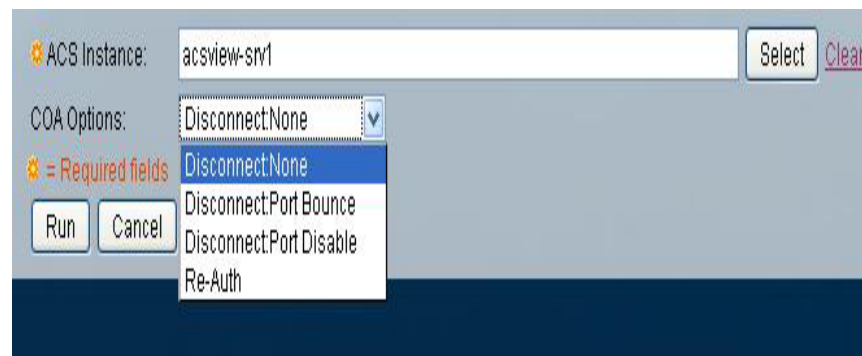 ACS Instance: acsview-srv1 Select Clear
COA Options: Disconnect:None
= Required fields
Disconnect:None
Disconnect:Port Bounce
Disconnect:Port Disable
Re-Auth
Run Cancel